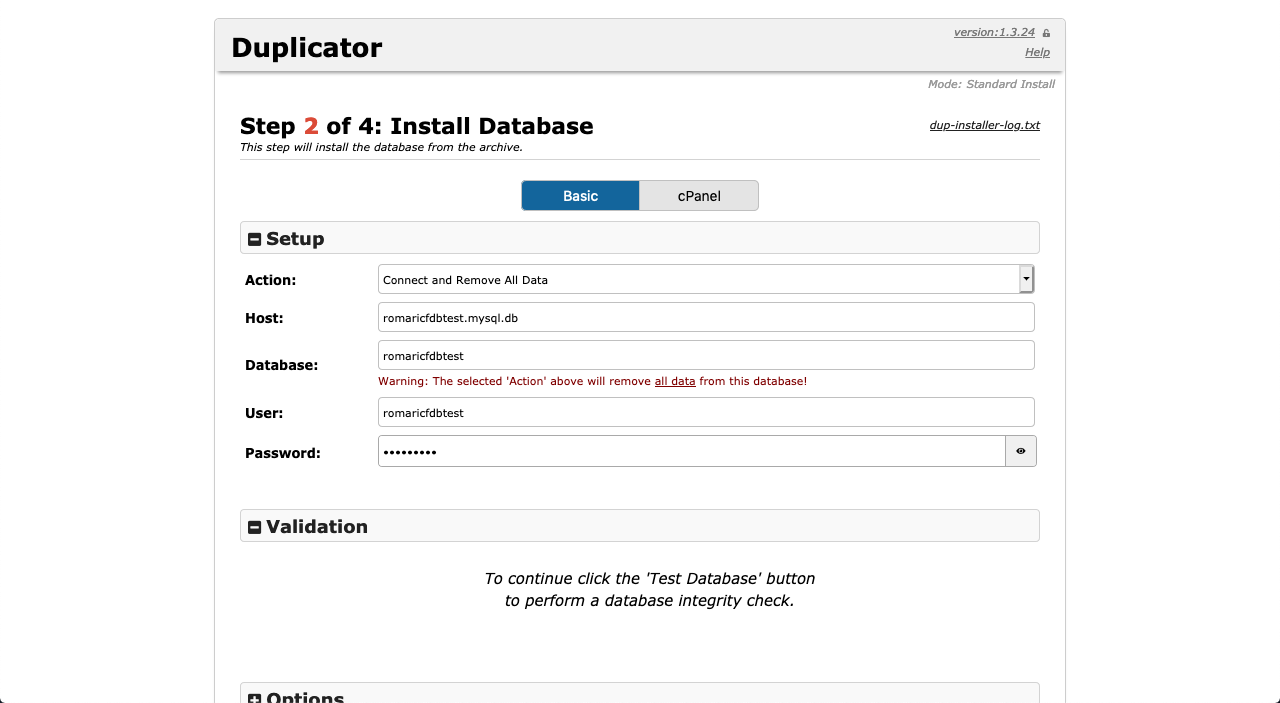 Duplicator
version:1.3.24
Help
Mode: Standard Install
Step 2 of 4: Install Database
dup-installer-log.txt
This step will install the database from the archive.
Basic
cPanel
Setup
Action:
Connect and Remove All Data
Host:
romaricfdbtest.mysql.db
Database:
romaricfdbtest
Warning: The selected 'Action' above will remove all data from this database!
User:
romaricfdbtest
Password:
•••••••••
Validation
To continue click the 'Test Database' button
to perform a database integrity check.
Options